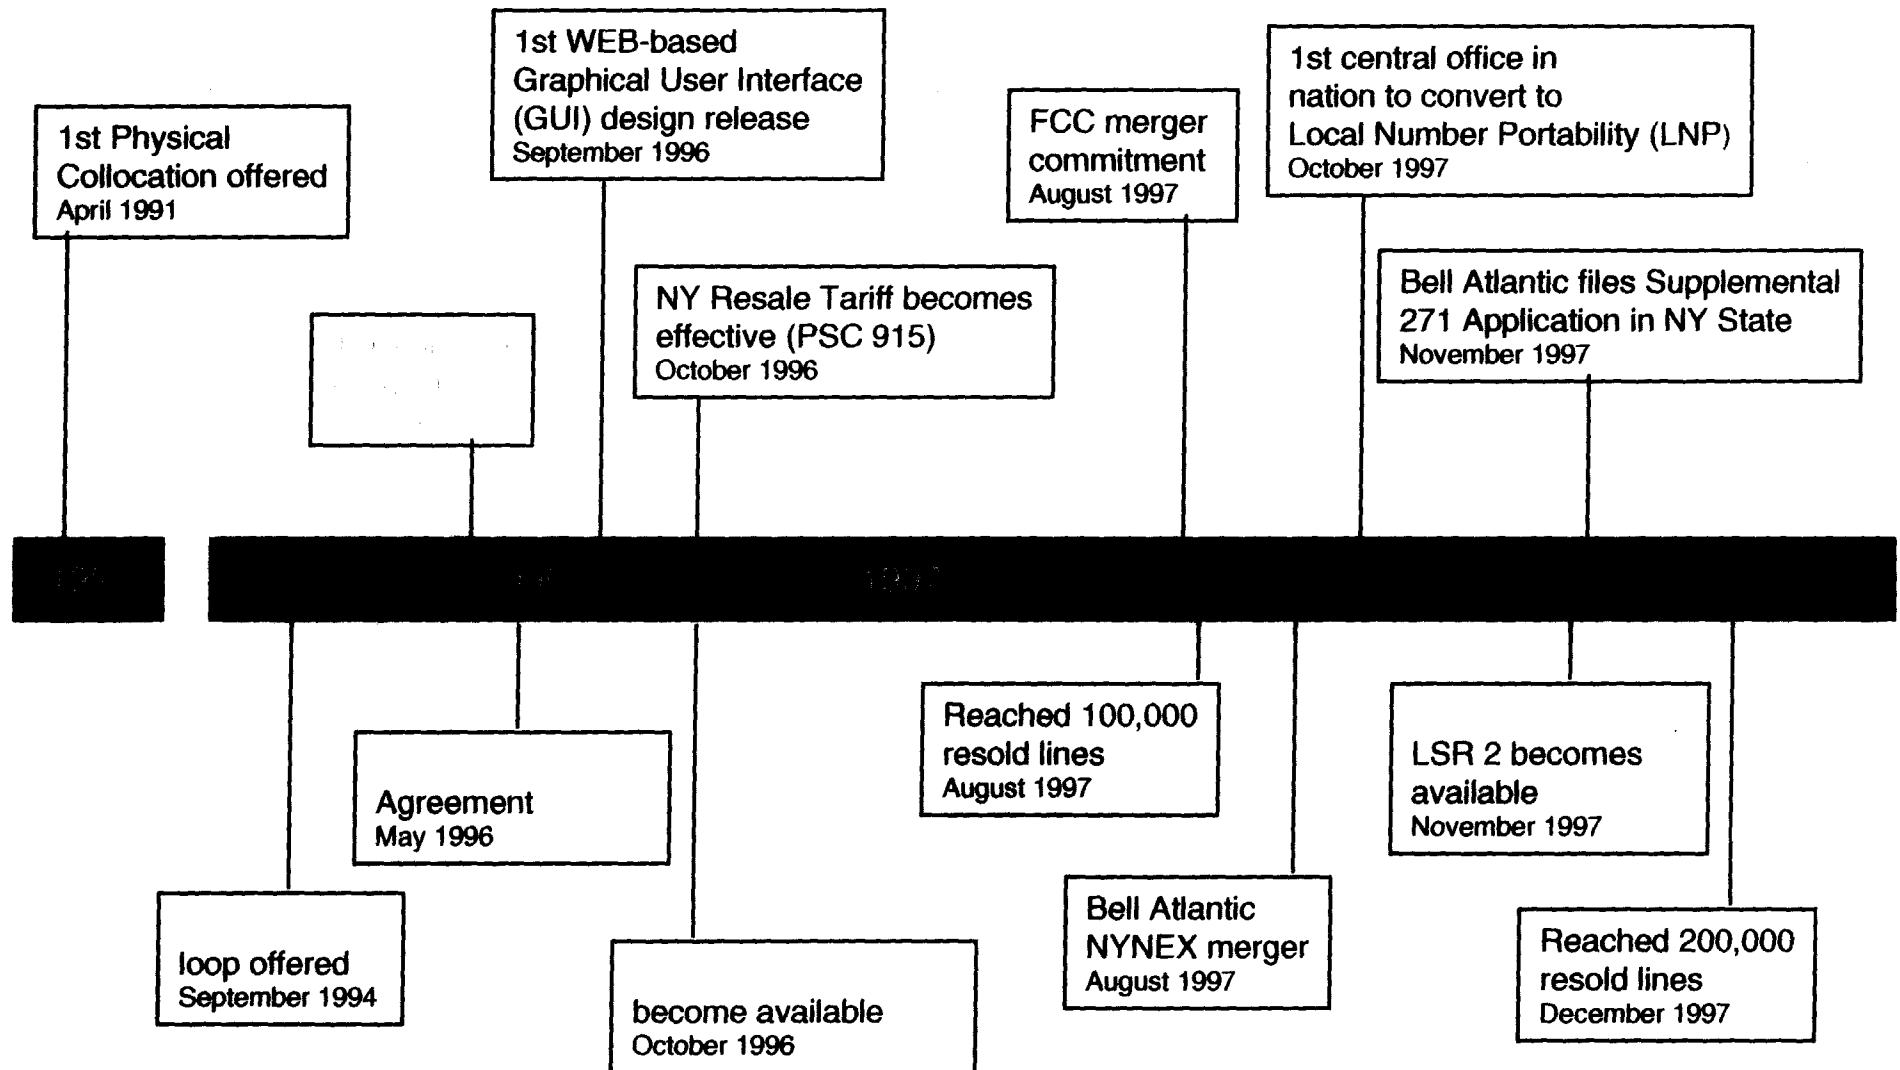 1st WEB-based
Graphical User Interface
(GUI) design release
September 1996
1st central office in
nation to convert to
Local Number Portability (LNP)
October 1997
FCC merger
commitment
August 1997
1st Physical
Collocation offered
April 1991
NY Resale Tariff becomes
effective (PSC 915)
October 1996
Bell Atlantic files Supplemental
271 Application in NY State
November 1997
1997
Reached 100,000
resold lines
August 1997
LSR 2 becomes
available
November 1997
Agreement
May 1996
Bell Atlantic
NYNEX merger
August 1997
loop offered
September 1994
Reached 200,000
resold lines
December 1997
become available
October 1996